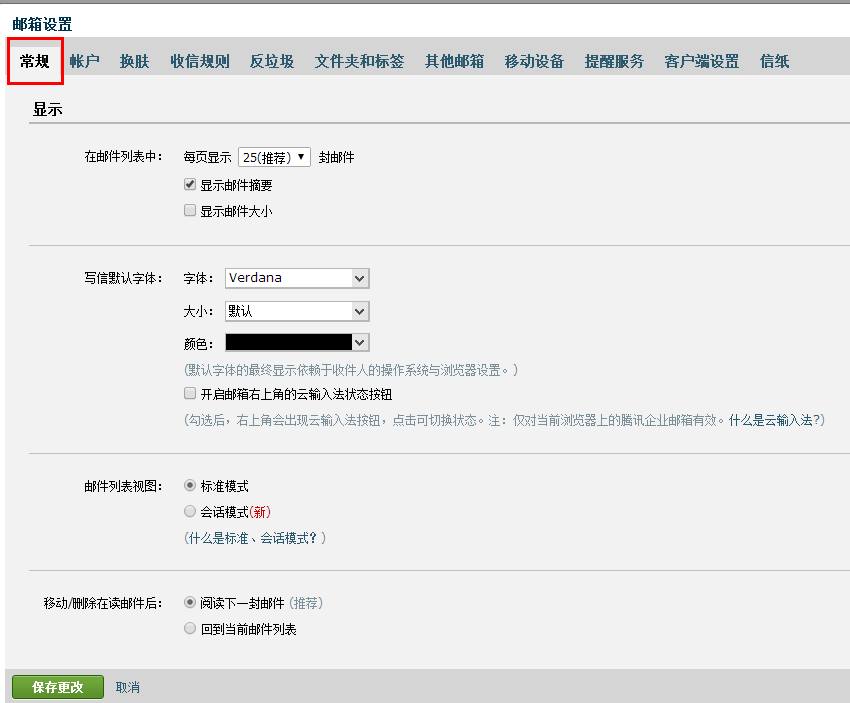 邮箱设置
常规 帐户 换肤 收信规则 反垃圾 文件夹和标签 其他邮箱 移动设备 提醒服务 客户端设置 信纸
显示
在邮件列表中： 每页显示 25(推荐) 封邮件
显示邮件摘要
显示邮件大小
写信默认字体： 字体： Verdana
大小： 默认
颜色：
(默认字体的最终显示依赖于收件人的操作系统与浏览器设置。)
开启邮箱右上角的云输入法状态按钮
(勾选后，右上角会出现云输入法按钮，点击可切换状态。注：仅对当前浏览器上的腾讯企业邮箱有效。什么是云输入法?)
邮件列表视图： 标准模式
会话模式(新)
(什么是标准、会话模式？)
移动/删除在读邮件后： 阅读下一封邮件 (推荐)
回到当前邮件列表
保存更改 取消